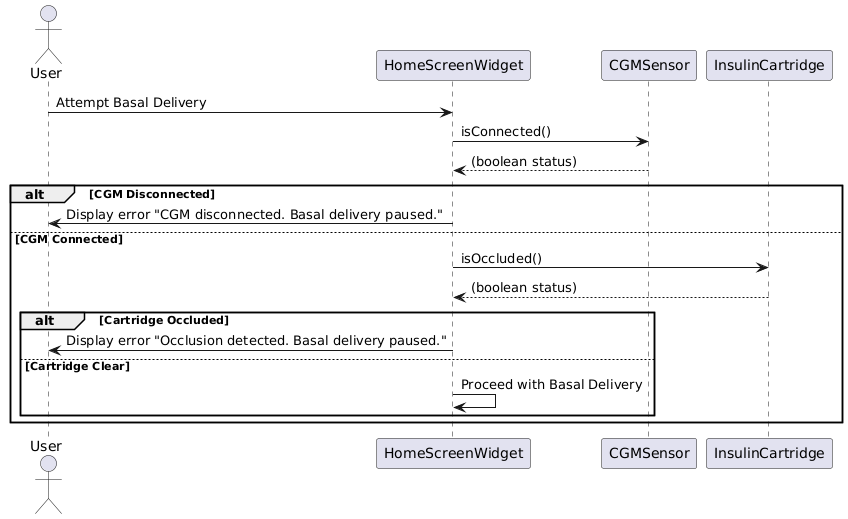 User
HomeScreenWidget
CGMSensor
InsulinCartridge
Attempt Basal Delivery
isConnected()
(boolean status)
alt [CGM Disconnected]
Display error "CGM disconnected. Basal delivery paused."
[CGM Connected]
isOccluded()
(boolean status)
alt [Cartridge Occluded]
Display error "Occlusion detected. Basal delivery paused."
[Cartridge Clear]
Proceed with Basal Delivery
User
HomeScreenWidget
CGMSensor
InsulinCartridge